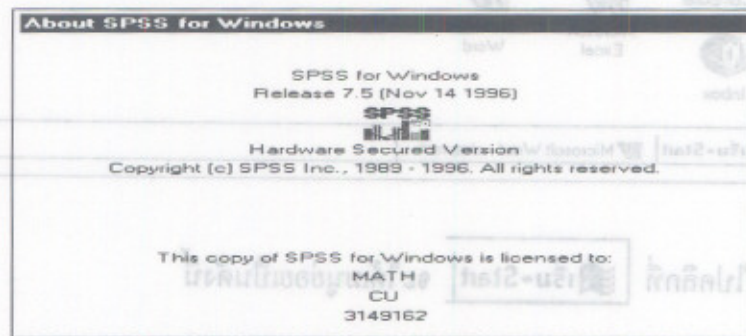 About SPSS for Windows
SPSS for Windows
Release 7.5 (Nov 14 1996)
SPSS
Hardware Secured Version
Copyright (c) SPSS Inc., 1989 - 1996. All rights reserved.
This copy of SPSS for Windows is licensed to:
MATH
CU
3149162